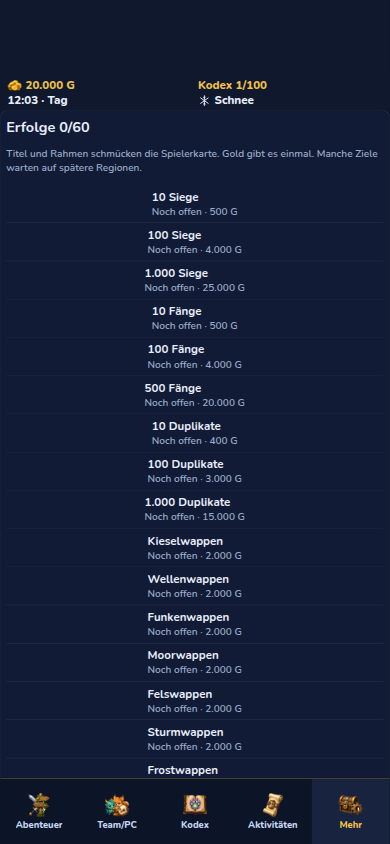 20.000 G
Kodex 1/100
12:03 · Tag
Schnee
Erfolge 0/60
Titel und Rahmen schmücken die Spielerkarte. Gold gibt es einmal. Manche Ziele
warten auf spätere Regionen.
10 Siege
Noch offen · 500 G
100 Siege
Noch offen · 4.000 G
1.000 Siege
Noch offen · 25.000 G
10 Fänge
Noch offen · 500 G
100 Fänge
Noch offen · 4.000 G
500 Fänge
Noch offen · 20.000 G
10 Duplikate
Noch offen · 400 G
100 Duplikate
Noch offen · 3.000 G
1.000 Duplikate
Noch offen · 15.000 G
Kieselwappen
Noch offen · 2.000 G
Wellenwappen
Noch offen · 2.000 G
Funkenwappen
Noch offen · 2.000 G
Moorwappen
Noch offen · 2.000 G
Felswappen
Noch offen · 2.000 G
Sturmwappen
Noch offen · 2.000 G
Frostwappen
Abenteuer
Team/PC
Kodex
Aktivitäten
Mehr